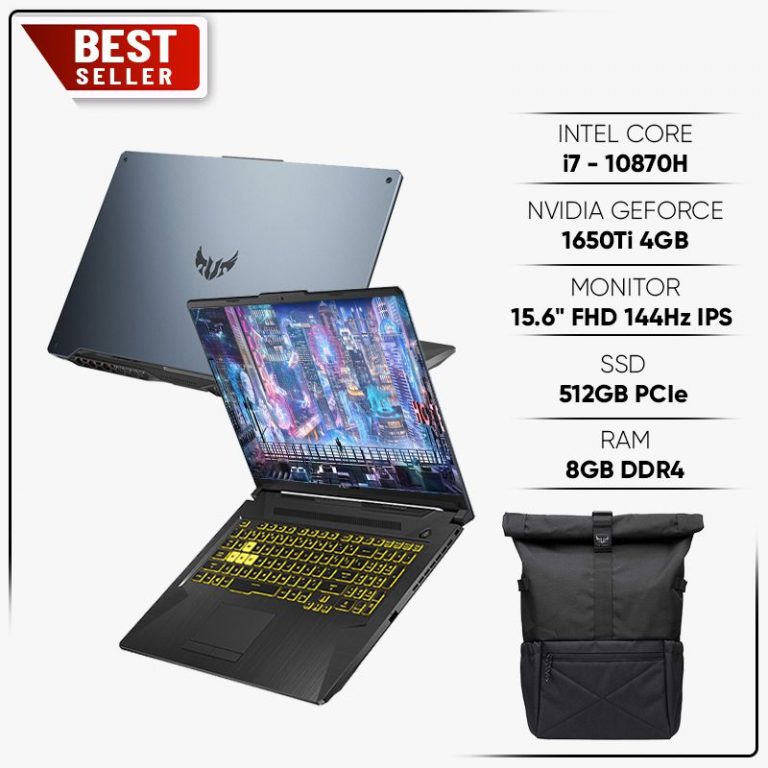 BEST
SELLER
INTEL CORE
i7 - 10870H
NVIDIA GEFORCE
1650Ti 4GB
MONITOR
15.6" FHD 144Hz IPS
SSD
512GB PCIe
RAM
8GB DDR4